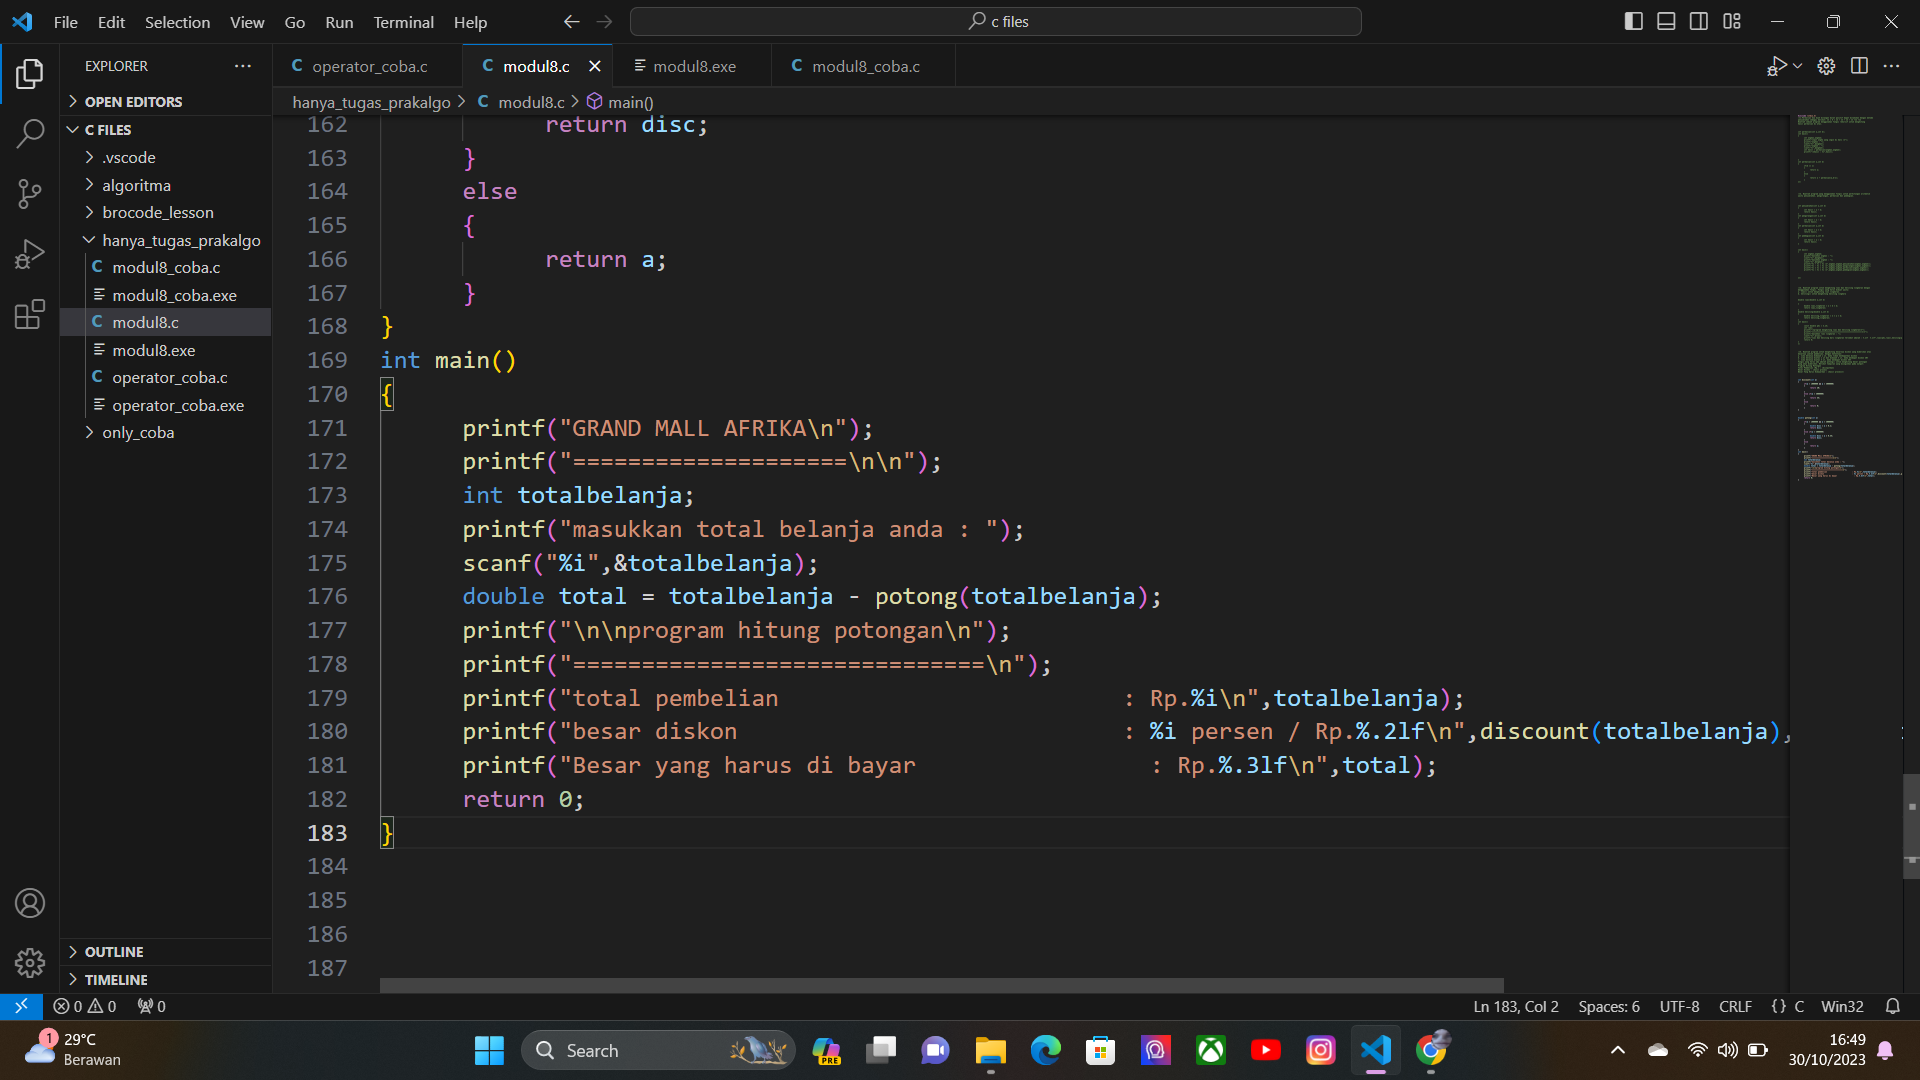 File Edit Selection View Go Run Terminal Help
c files
EXPLORER
OPEN EDITORS
C FILES
.vscode
algoritma
brocode_lesson
hanya_tugas_prakalgo
C modul8_coba.c
modul8_coba.exe
C modul8.c
modul8.exe
C operator_coba.c
operator_coba.exe
only_coba
OUTLINE
TIMELINE
C operator_coba.c
C modul8.c
modul8.exe
C modul8_coba.c
hanya_tugas_prakalgo > C modul8.c > main()
162 return disc;
163 }
164 else
165 {
166 return a;
167 }
168 }
169 int main()
170 {
171 printf("GRAND MALL AFRIKA\n");
172 printf("====================\n\n");
173 int totalbelanja;
174 printf("masukkan total belanja anda : ");
175 scanf("%i",&totalbelanja);
176 double total = totalbelanja - potong(totalbelanja);
177 printf("\n\nprogram hitung potongan\n");
178 printf("==============================\n");
179 printf("total pembelian                         : Rp.%i\n",totalbelanja);
180 printf("besar diskon                            : %i persen / Rp.%.2lf\n",discount(totalbelanja),
181 printf("Besar yang harus di bayar                 : Rp.%.3lf\n",total);
182 return 0;
183 }
184
185
186
187
0 0 0
Ln 183, Col 2 Spaces: 6 UTF-8 CRLF {} C Win32
1
29°C
Berawan
Search
PRE
16:49
30/10/2023